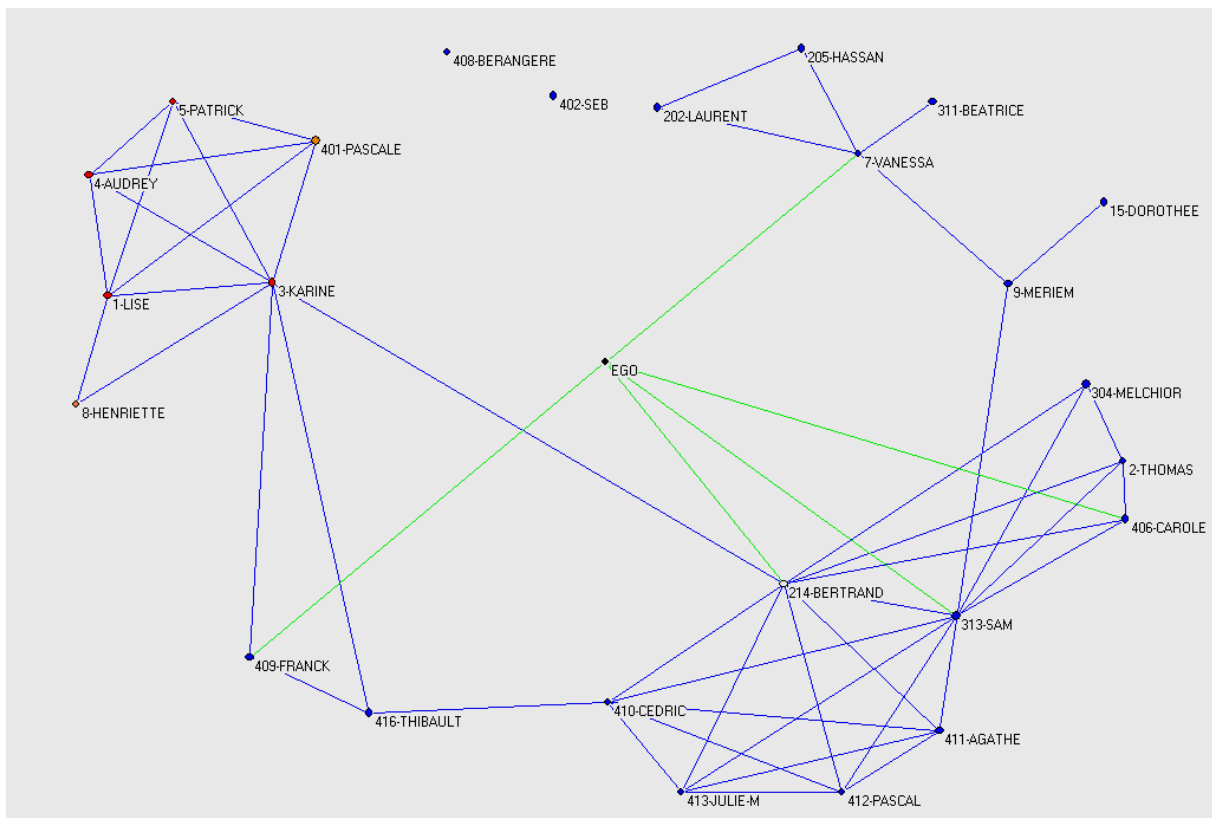 205-HASSAN
408-BERANGERE
402-SEB
5-PATRICK
202-LAURENT
311-BEATRICE
401-PASCALE
7-VANESSA
4-AUDREY
15-DOROTHEE
3-KARINE
9-MERIEM
1-LISE
EGO
304-MELCHIOR
8-HENRIETTE
2-THOMAS
406-CAROLE
214-BERTRAND
313-SAM
409-FRANCK
410-CEDRIC
416-THIBAULT
411-AGATHE
413-JULIE-M
412-PASCAL